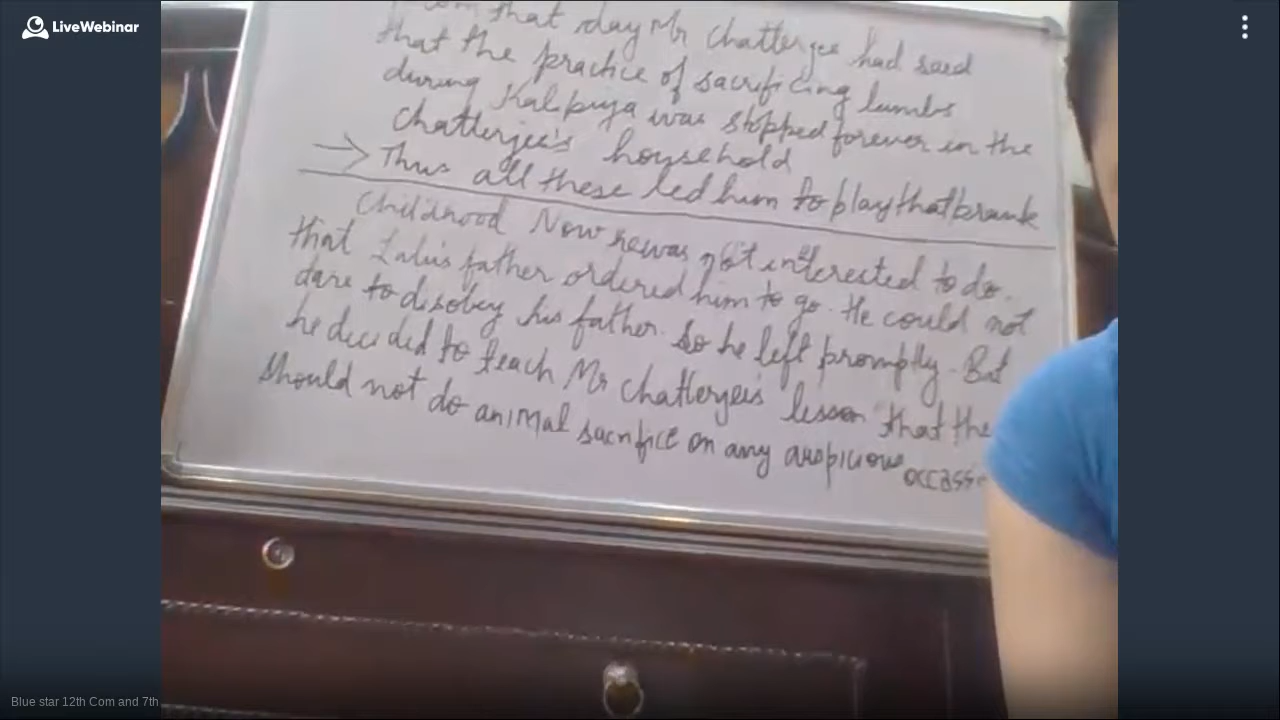 LiveWebinar
that day Mr Chatterjee had said
that the practice of sacrificing lambs
during Kalipuja was stopped forever in the
Chatterjee's household
→ Thus all these led him to play that prank
Childhood Now he was not interested to do.
that Lalu's father ordered him to go. He could not
dare to disobey his father. So he left promptly. But
he decided to teach Mr Chatterjee's lesson that the
should not do animal sacrifice on any auspicious occass
Blue star 12th Com and 7th